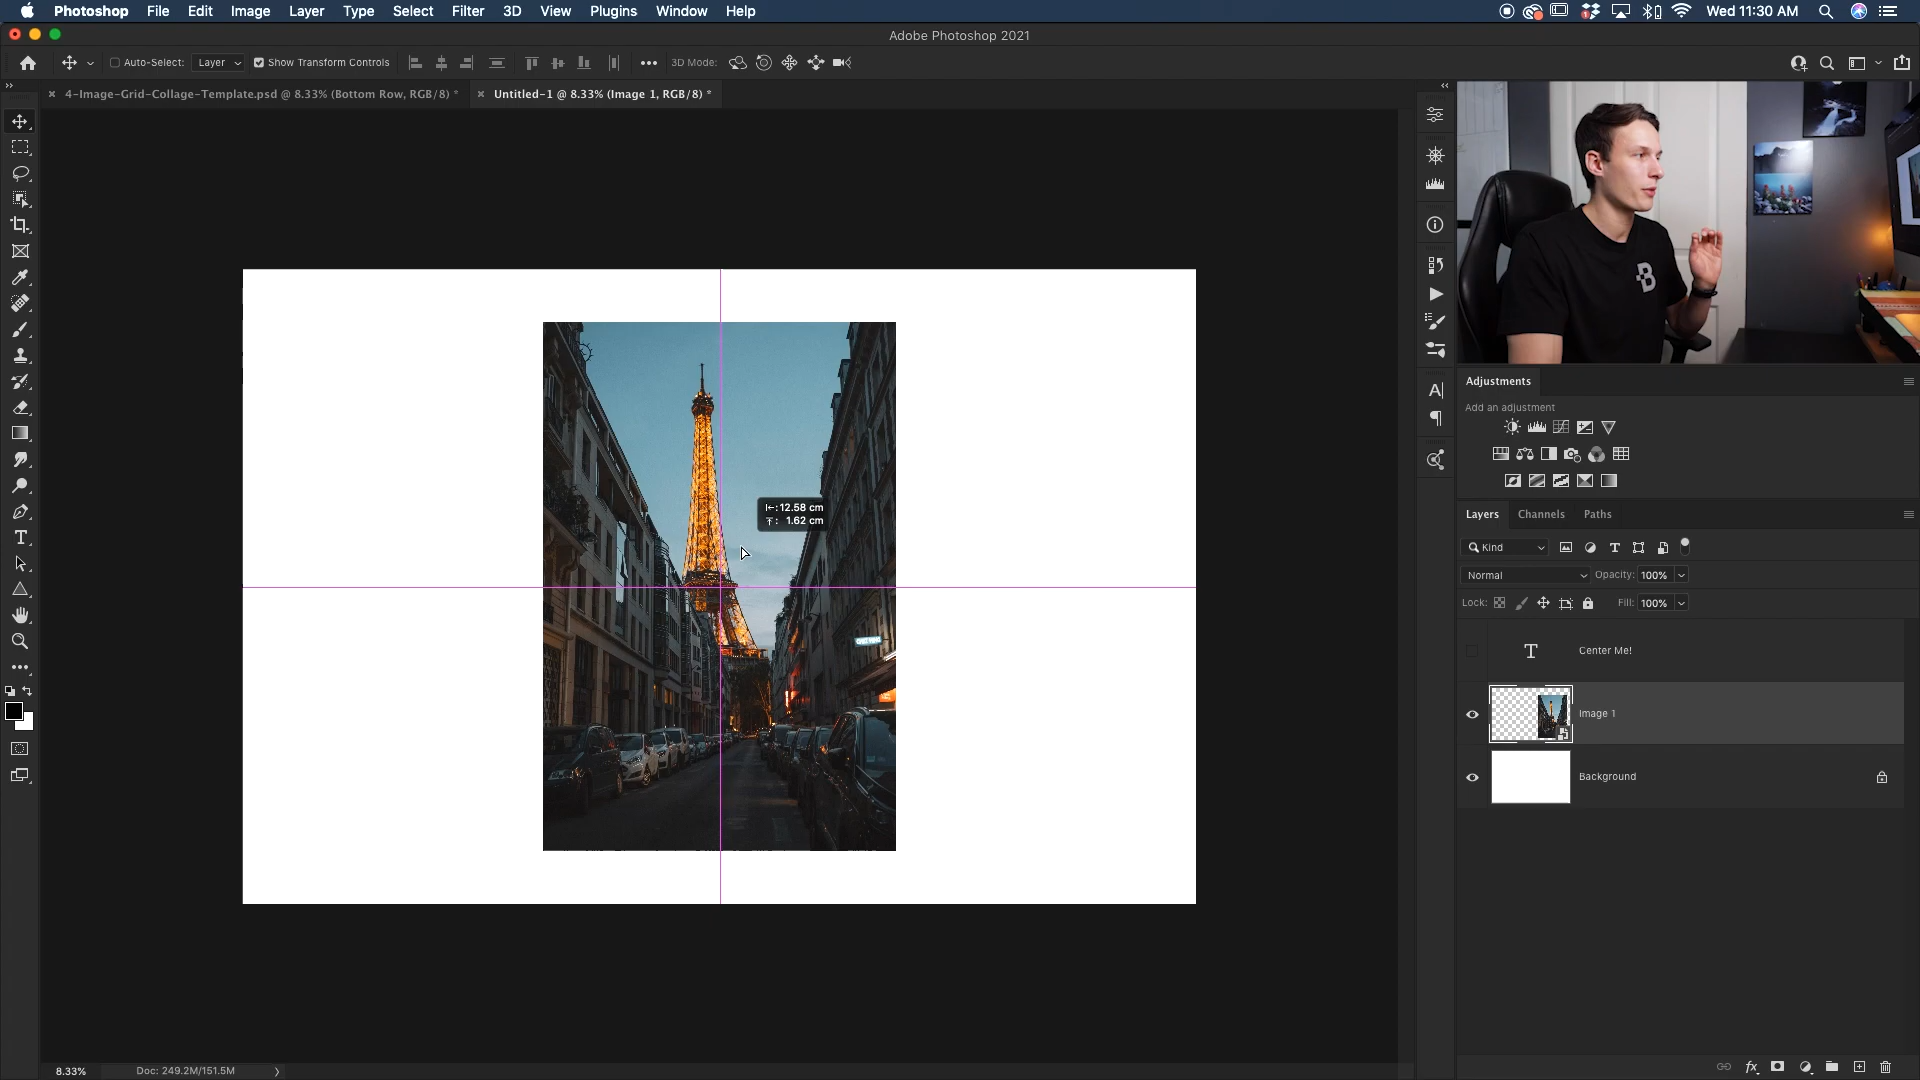 Photoshop File Edit Image Layer Type Select Filter 3D View Plugins Window Help Wed 11:30 AM
Adobe Photoshop 2021
Auto-Select: Layer Show Transform Controls 3D Mode:
4-Image-Grid-Collage-Template.psd @ 8.33% (Bottom Row, RGB/8) * Untitled-1 @ 8.33% (Image 1, RGB/8) *
Adjustments
Add an adjustment
12.58 cm
1.62 cm
Layers Channels Paths
Kind
Normal Opacity: 100%
Lock: Fill: 100%
T Center Me!
Image 1
Background
8.33% Doc: 249.2M/151.5M